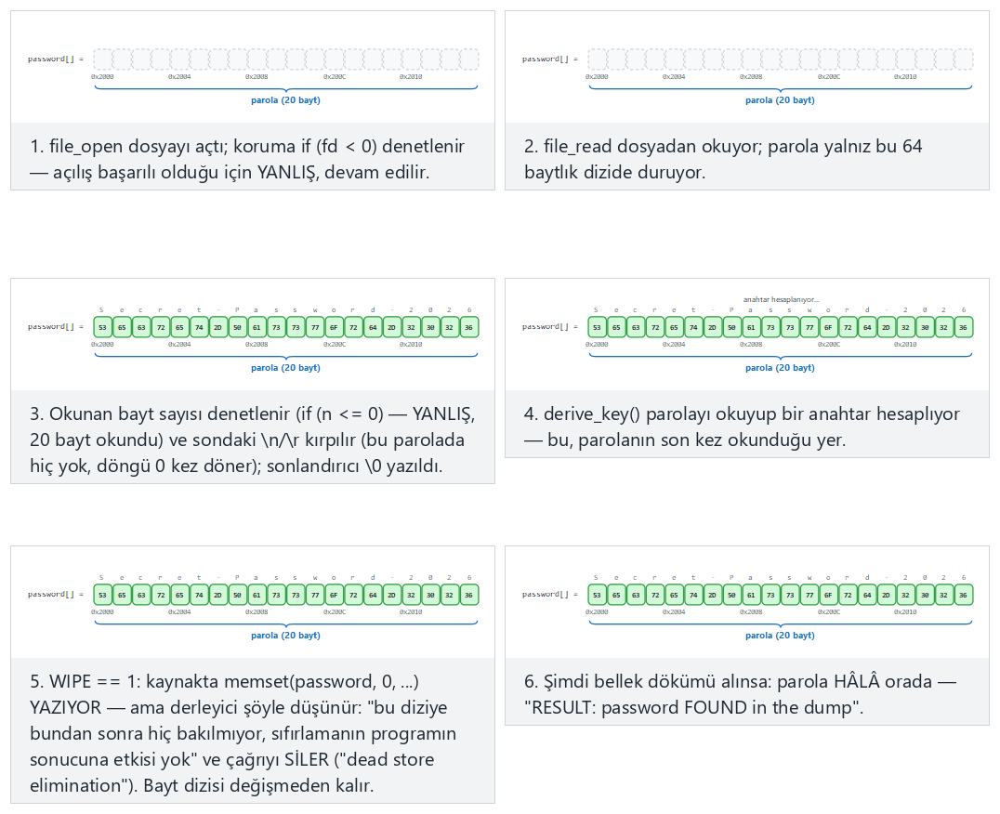 password[] =
0x2000 0x2004 0x2008 0x200C 0x2010
parola (20 bayt)
1. file_open dosyayı açtı; koruma if (fd < 0) denetlenir
— açılış başarılı olduğu için YANLIŞ, devam edilir.
password[] =
0x2000 0x2004 0x2008 0x200C 0x2010
parola (20 bayt)
2. file_read dosyadan okuyor; parola yalnız bu 64
baytlık dizide duruyor.
S e c r e t - P a s s w o r d - 2 0 2 6
password[] = 53 65 63 72 65 74 2D 50 61 73 73 77 6F 72 64 2D 32 30 32 36
0x2000 0x2004 0x2008 0x200C 0x2010
parola (20 bayt)
3. Okunan bayt sayısı denetlenir (if (n <= 0) — YANLIŞ,
20 bayt okundu) ve sondaki \n/\r kırpılır (bu parolada
hiç yok, döngü 0 kez döner); sonlandırıcı \0 yazıldı.
anahtar hesaplanıyor...
S e c r e t - P a s s w o r d - 2 0 2 6
password[] = 53 65 63 72 65 74 2D 50 61 73 73 77 6F 72 64 2D 32 30 32 36
0x2000 0x2004 0x2008 0x200C 0x2010
parola (20 bayt)
4. derive_key() parolayı okuyup bir anahtar hesaplıyor
— bu, parolanın son kez okunduğu yer.
S e c r e t - P a s s w o r d - 2 0 2 6
password[] = 53 65 63 72 65 74 2D 50 61 73 73 77 6F 72 64 2D 32 30 32 36
0x2000 0x2004 0x2008 0x200C 0x2010
parola (20 bayt)
5. WIPE == 1: kaynakta memset(password, 0, ...)
YAZIYOR — ama derleyici şöyle düşünür: "bu diziye
bundan sonra hiç bakılmıyor, sıfırlamanın programın
sonucuna etkisi yok" ve çağrıyı SİLER ("dead store
elimination"). Bayt dizisi değişmeden kalır.
S e c r e t - P a s s w o r d - 2 0 2 6
password[] = 53 65 63 72 65 74 2D 50 61 73 73 77 6F 72 64 2D 32 30 32 36
0x2000 0x2004 0x2008 0x200C 0x2010
parola (20 bayt)
6. Şimdi bellek dökümü alınsa: parola HÂLÂ orada —
"RESULT: password FOUND in the dump".